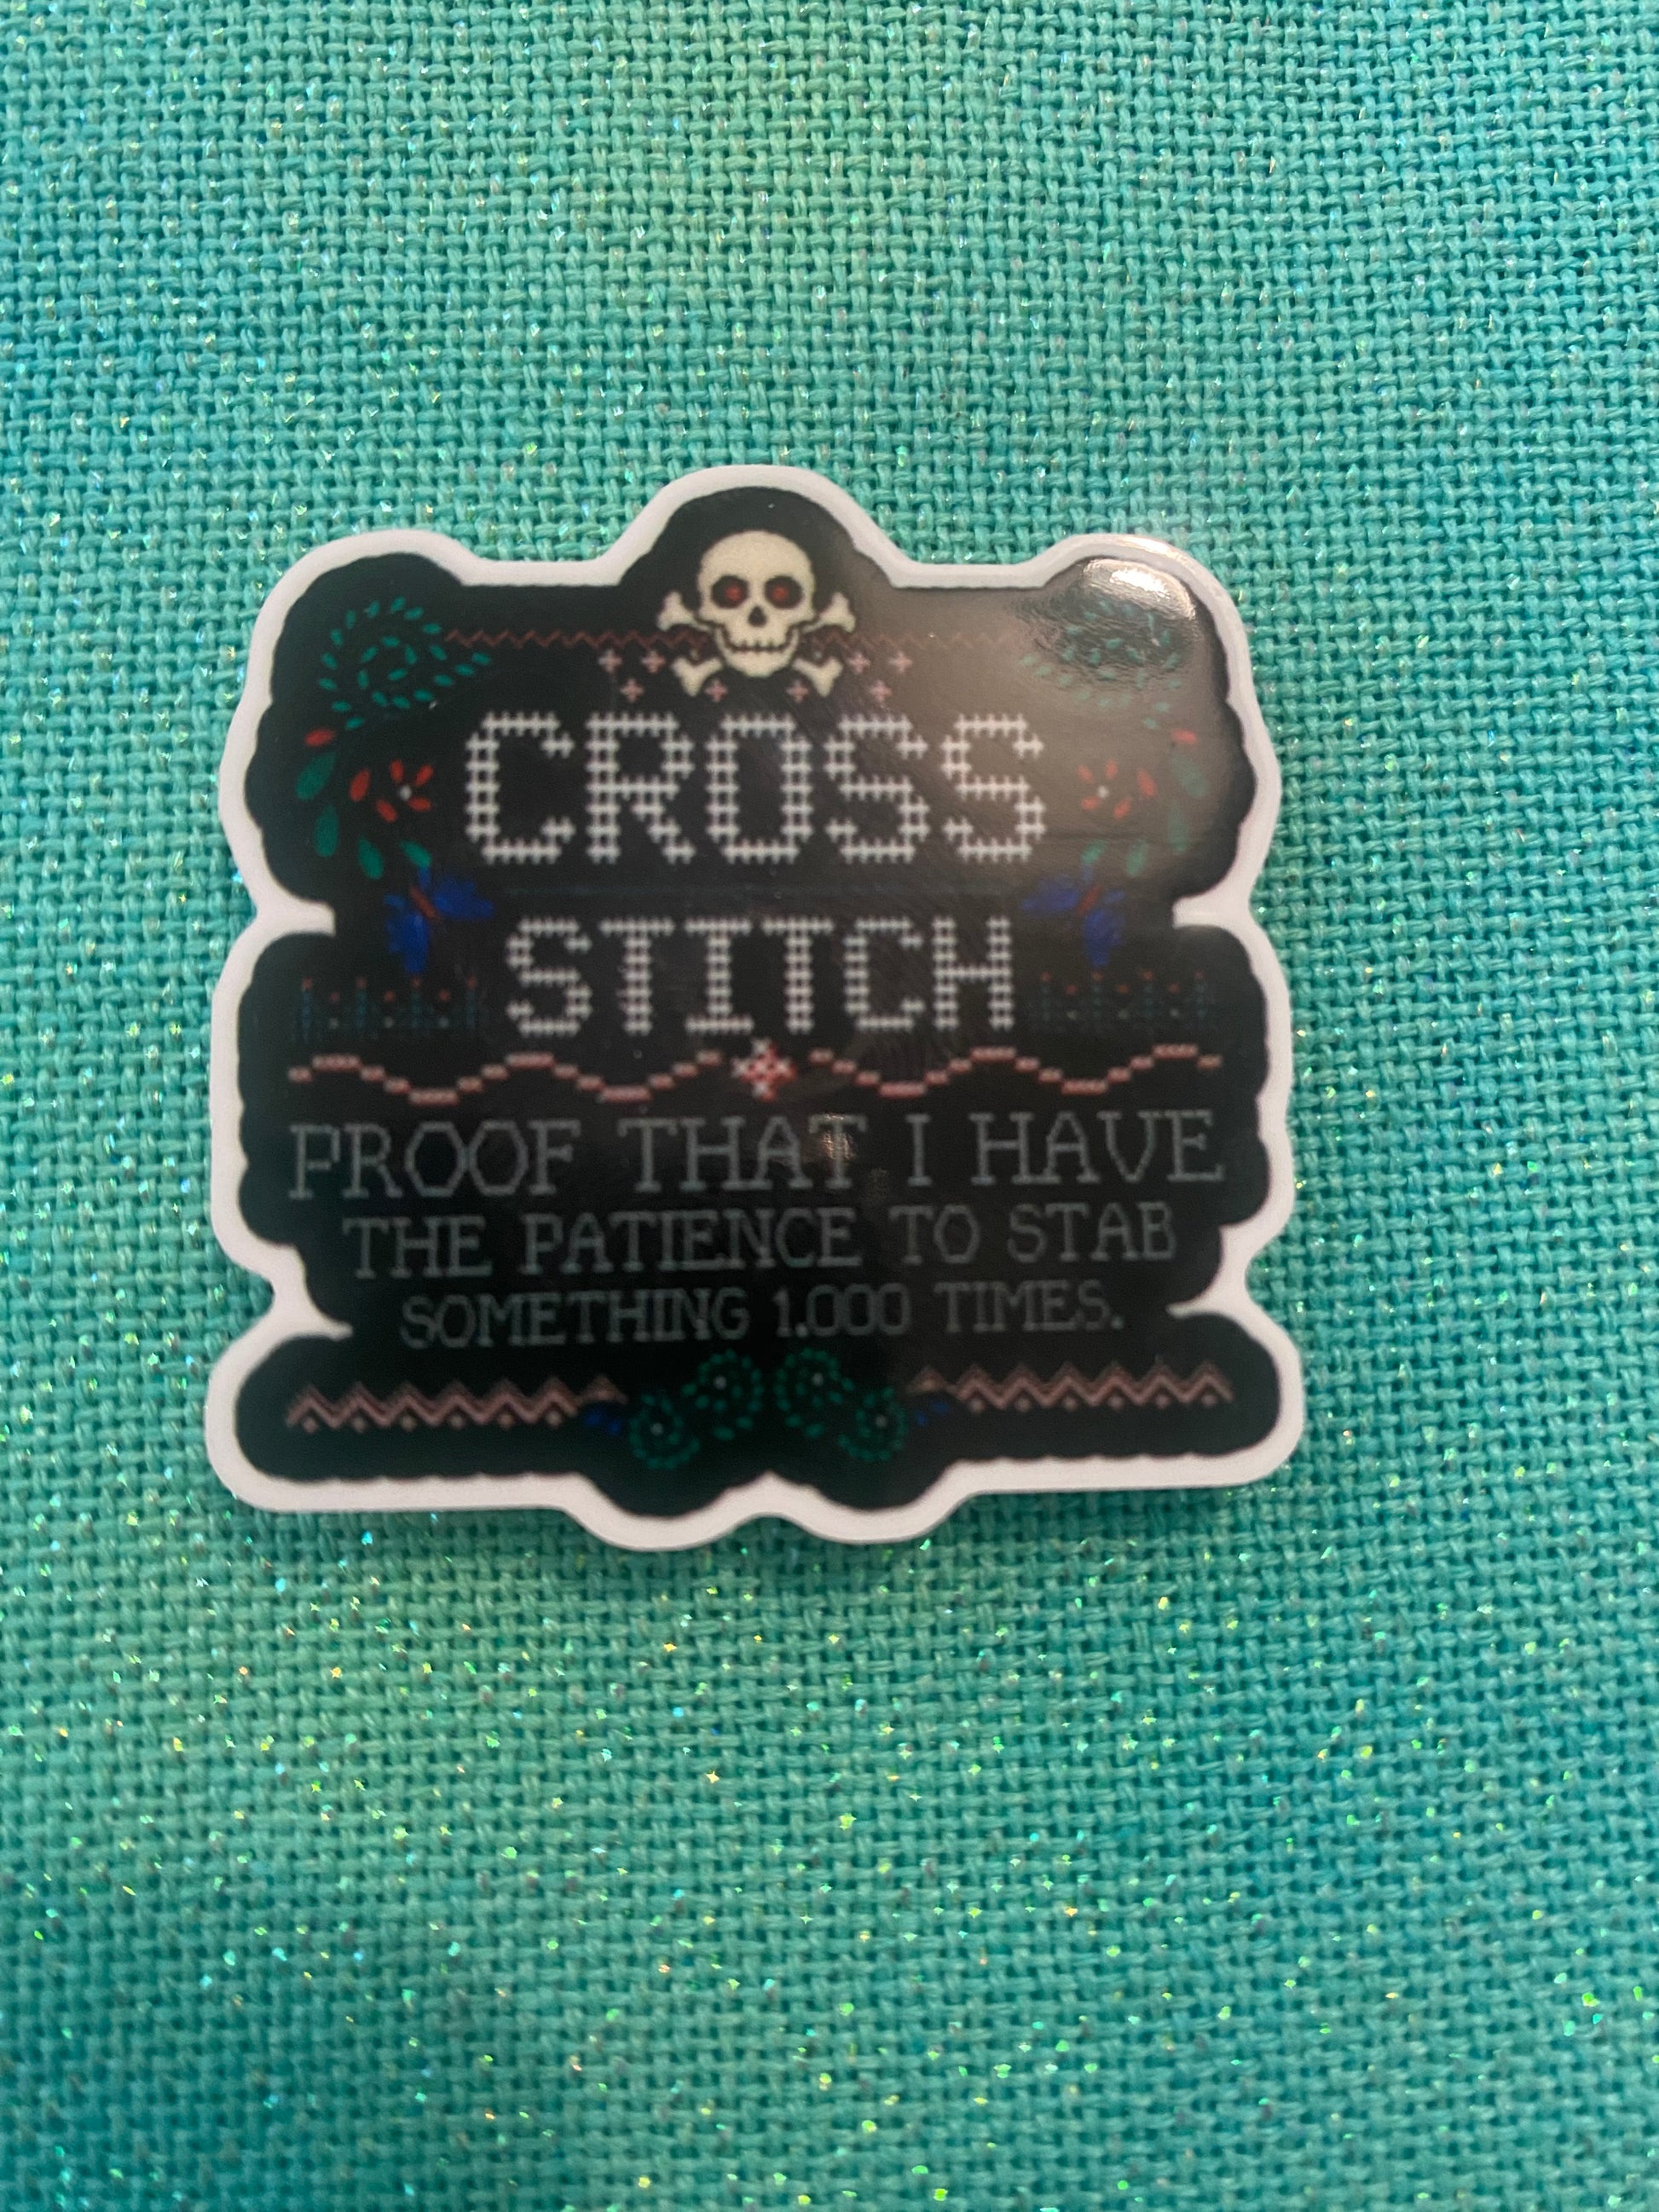 CROSS
STITCH
PROOF THAT I HAVE
THE PATIENCE TO STAB
SOMETHING 1.000 TIMES.